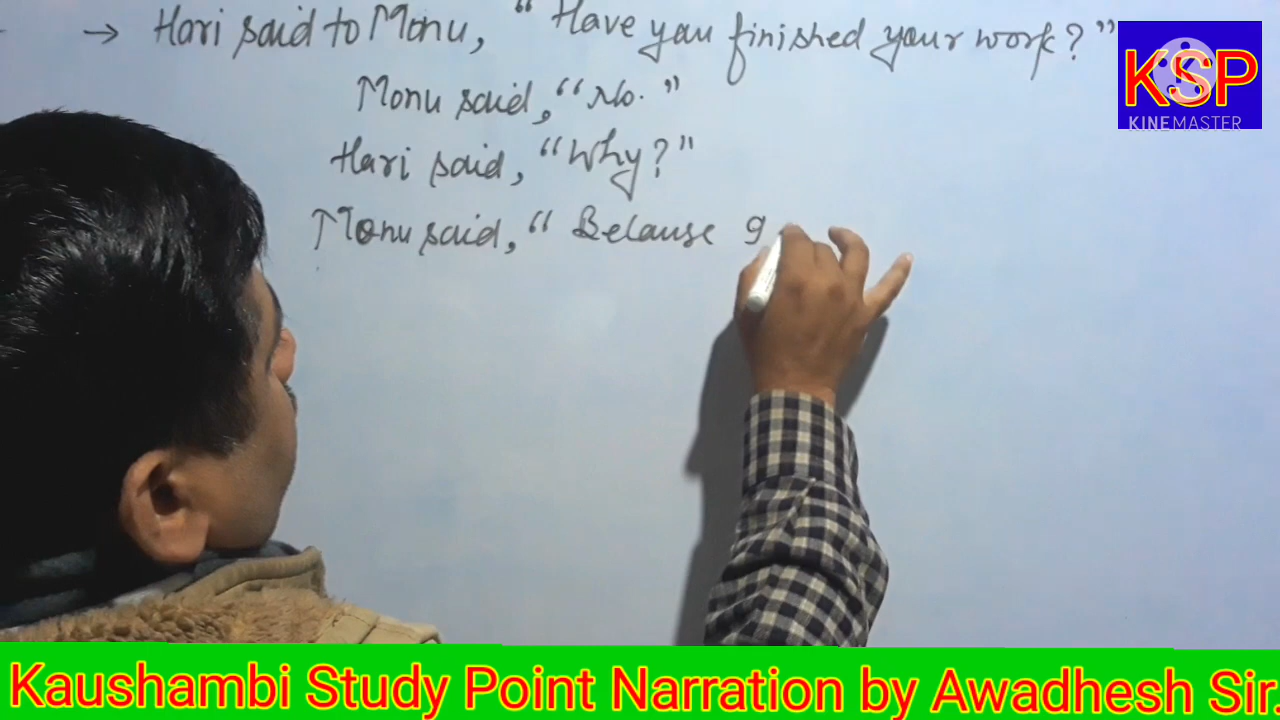 → Hari said to Monu, “Have you finished your work?”
KSP
KINEMASTER
Monu said, “No.”
Hari said, “Why?”
Monu said, “Because I
Kaushambi Study Point Narration by Awadhesh Sir.